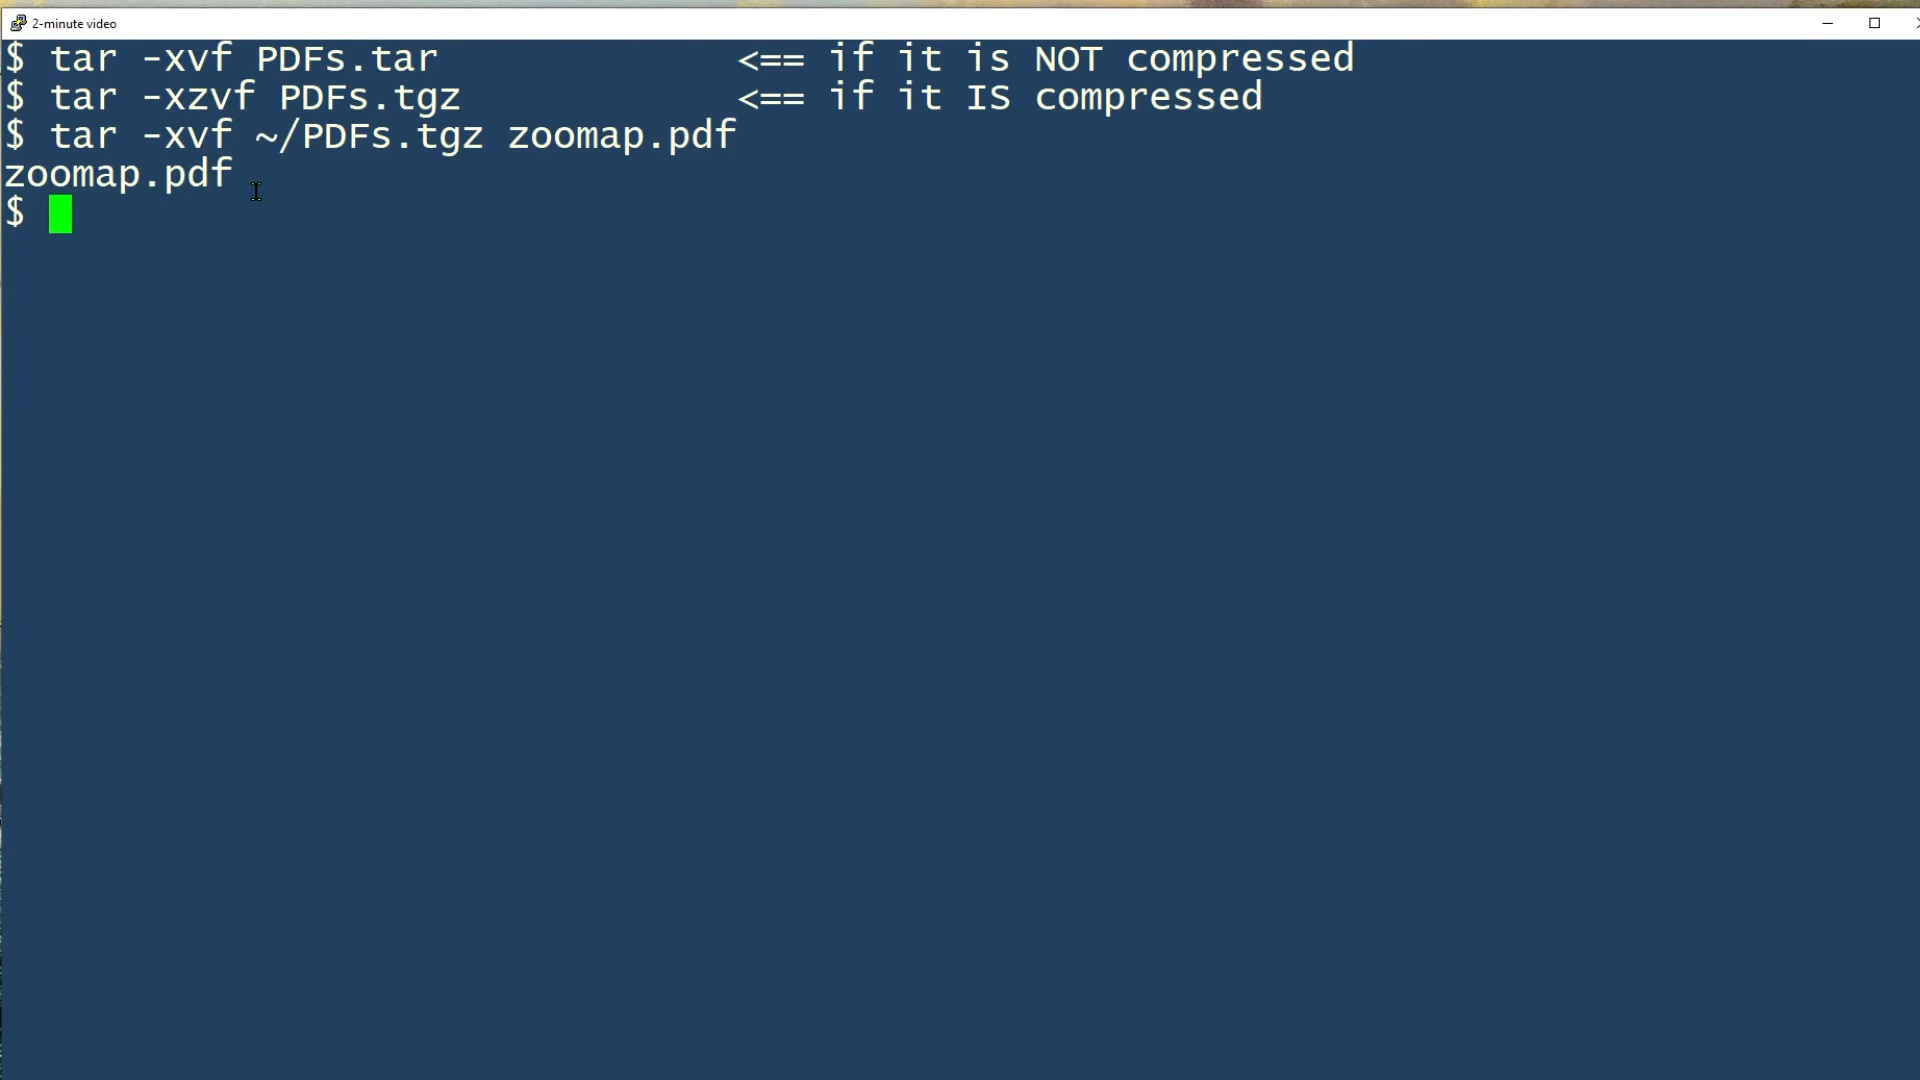 2-minute video
$ tar -xvf PDFs.tar <== if it is NOT compressed
$ tar -xzvf PDFs.tgz <== if it IS compressed
$ tar -xvf ~/PDFs.tgz zoomap.pdf
zoomap.pdf
$